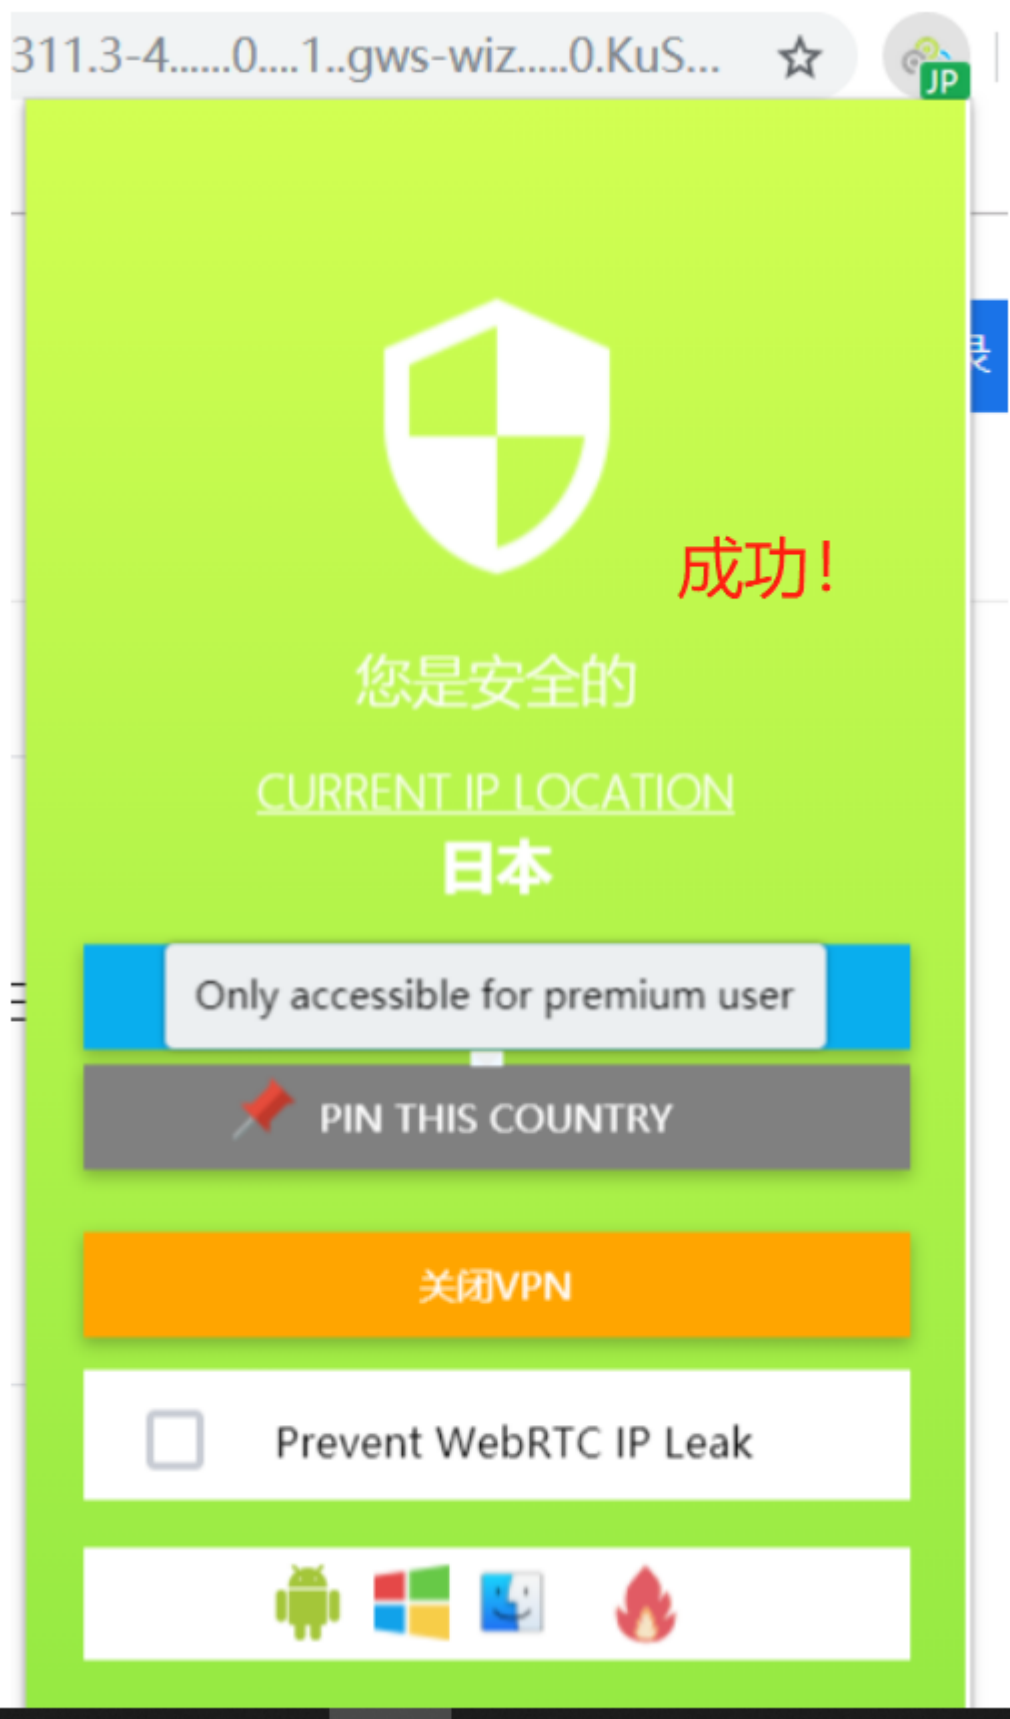 311.3-4......0....1..gws-wiz.....0.KuS...
JP
录
成功!
您是安全的
CURRENT IP LOCATION
日本
Only accessible for premium user
PIN THIS COUNTRY
关闭VPN
Prevent WebRTC IP Leak